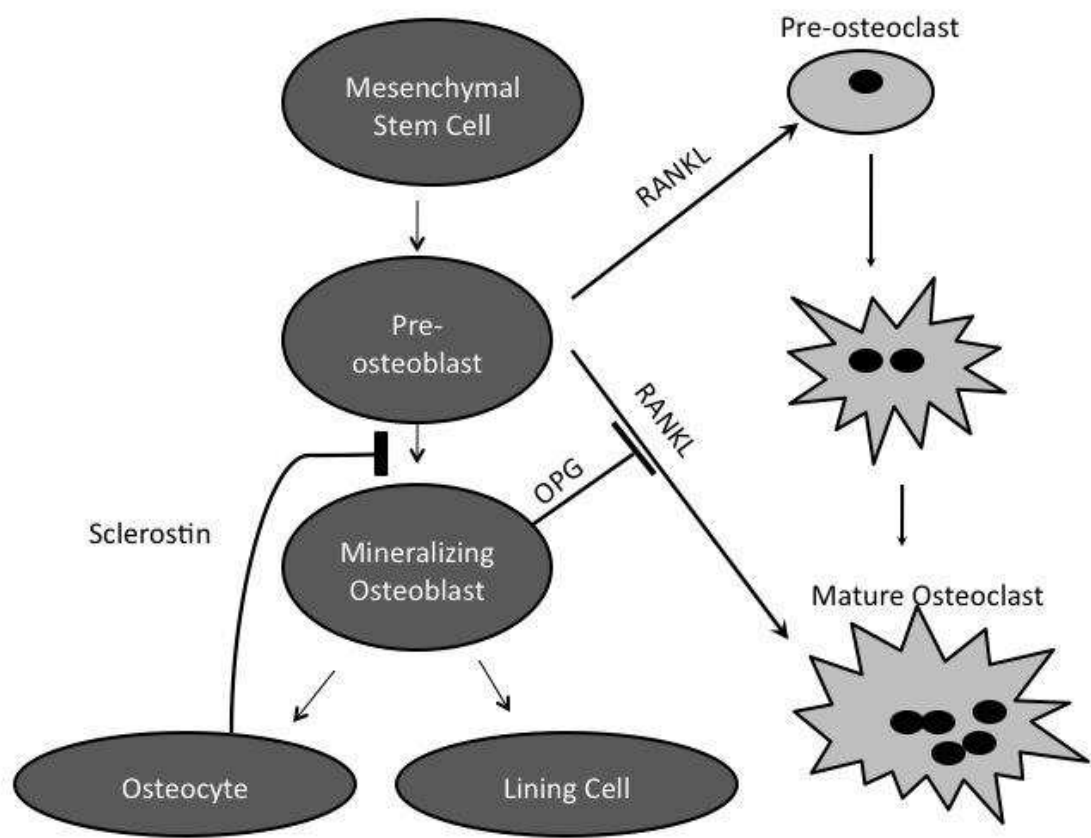 Pre-osteoclast
Mesenchymal
Stem Cell
RANKL
Pre-
osteoblast
RANKL
OPG
Sclerostin
Mineralizing
Osteoblast
Mature Osteoclast
Osteocyte
Lining Cell